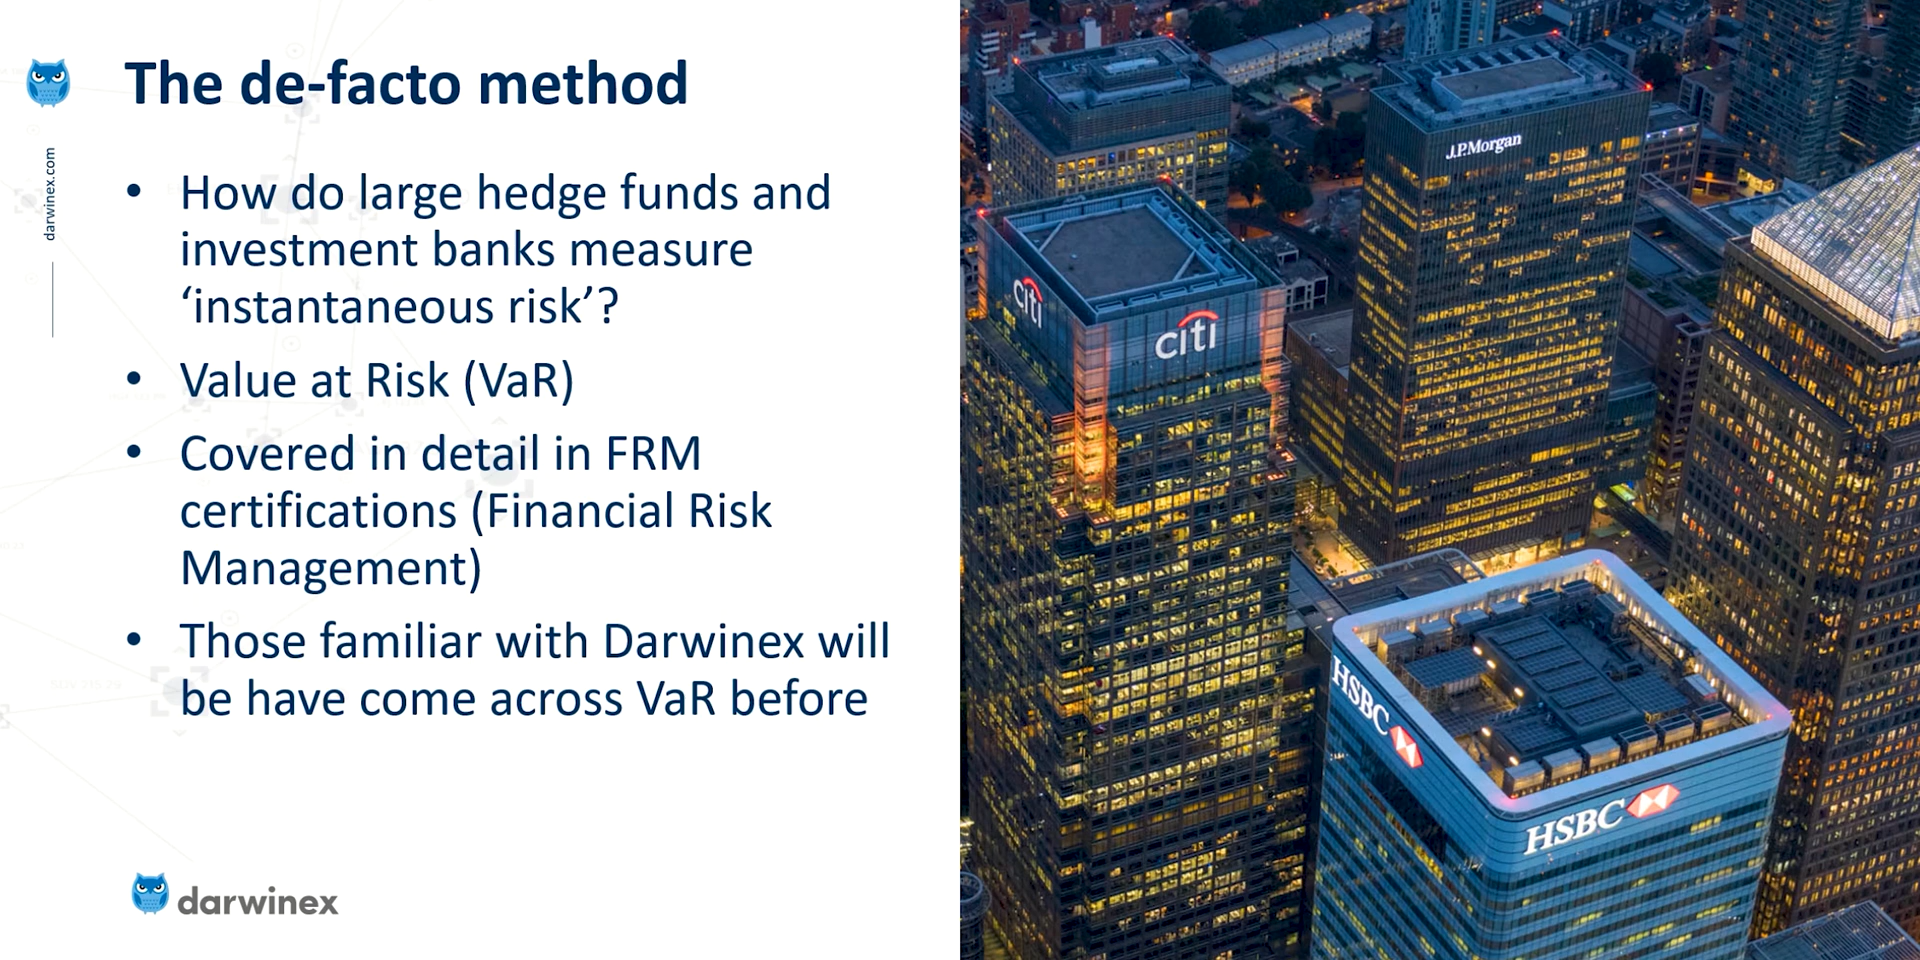 The de-facto method
darwinex.com
• How do large hedge funds and
investment banks measure
‘instantaneous risk’?
• Value at Risk (VaR)
• Covered in detail in FRM
certifications (Financial Risk
Management)
• Those familiar with Darwinex will
be have come across VaR before
darwinex
J.P.Morgan
citi
citi
HSBC
HSBC